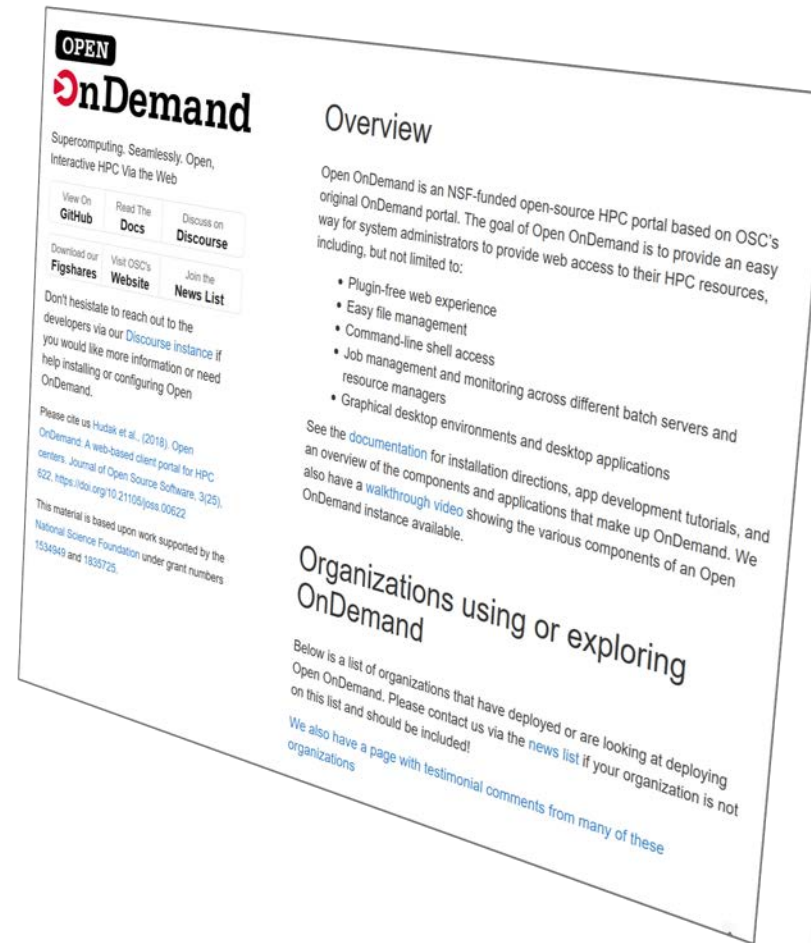 OPEN
OnDemand
Supercomputing. Seamlessly. Open,
Interactive HPC Via the Web
View On
GitHub
Read The
Docs
Discuss on
Discourse
Download our
Figshares
Visit OSC's
Website
Join the
News List
Don't hesistate to reach out to the
developers via our Discourse instance if
you would like more information or need
help installing or configuring Open
OnDemand.
Please cite us Hudak et al., (2018). Open
OnDemand: A web-based client portal for HPC
centers. Journal of Open Source Software, 3(25),
622, https://doi.org/10.21105/joss.00622
This material is based upon work supported by the
National Science Foundation under grant numbers
1534949 and 1835725.
Overview
Open OnDemand is an NSF-funded open-source HPC portal based on OSC's
original OnDemand portal. The goal of Open OnDemand is to provide an easy
way for system administrators to provide web access to their HPC resources,
including, but not limited to:
• Plugin-free web experience
• Easy file management
• Command-line shell access
• Job management and monitoring across different batch servers and
resource managers
• Graphical desktop environments and desktop applications
See the documentation for installation directions, app development tutorials, and
an overview of the components and applications that make up OnDemand. We
also have a walkthrough video showing the various components of an Open
OnDemand instance available.
Organizations using or exploring
OnDemand
Below is a list of organizations that have deployed or are looking at deploying
Open OnDemand. Please contact us via the news list if your organization is not
on this list and should be included!
We also have a page with testimonial comments from many of these
organizations